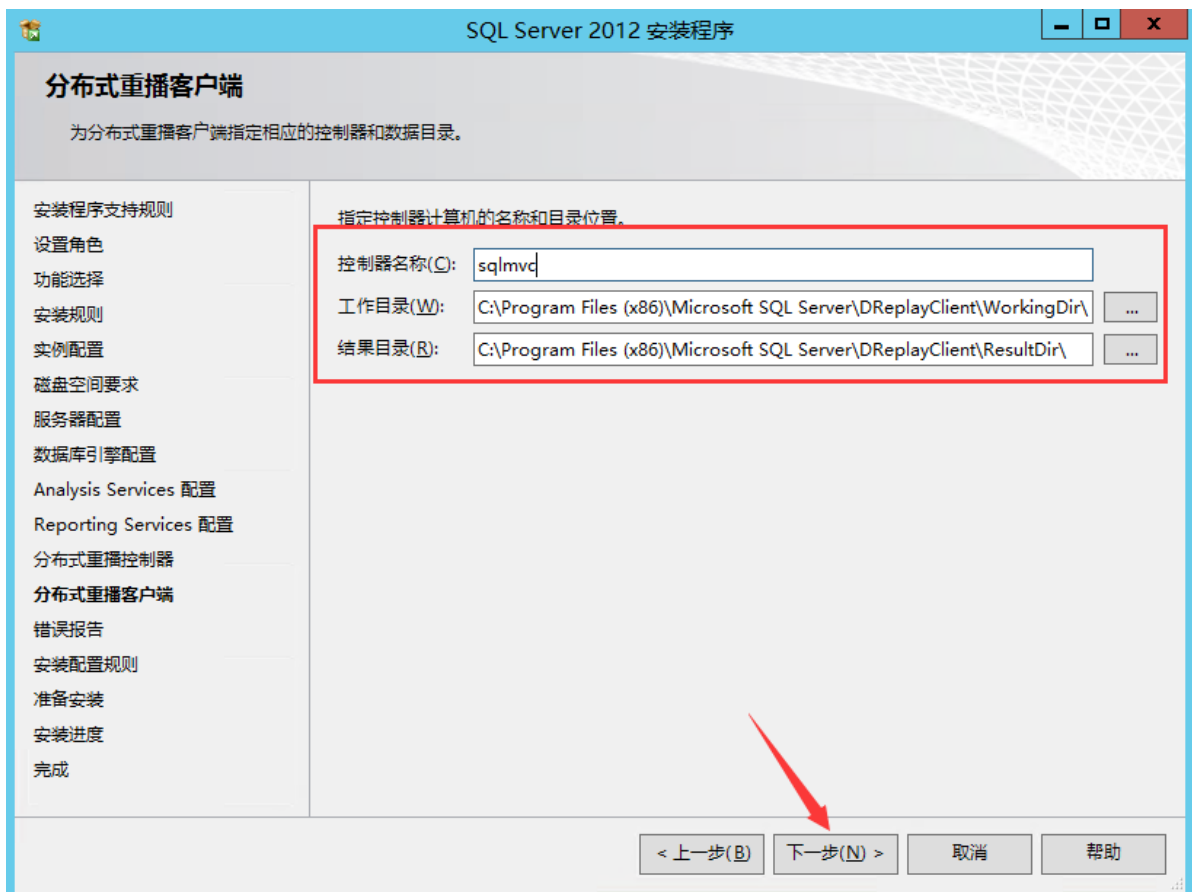 SQL Server 2012 安装程序
分布式重播客户端
为分布式重播客户端指定相应的控制器和数据目录。
安装程序支持规则
设置角色
功能选择
安装规则
实例配置
磁盘空间要求
服务器配置
数据库引擎配置
Analysis Services 配置
Reporting Services 配置
分布式重播控制器
分布式重播客户端
错误报告
安装配置规则
准备安装
安装进度
完成
指定控制器计算机的名称和目录位置。
控制器名称(C): sqlmvc
工作目录(W): C:\Program Files (x86)\Microsoft SQL Server\DReplayClient\WorkingDir\ ...
结果目录(R): C:\Program Files (x86)\Microsoft SQL Server\DReplayClient\ResultDir\ ...
< 上一步(B) 下一步(N) > 取消 帮助